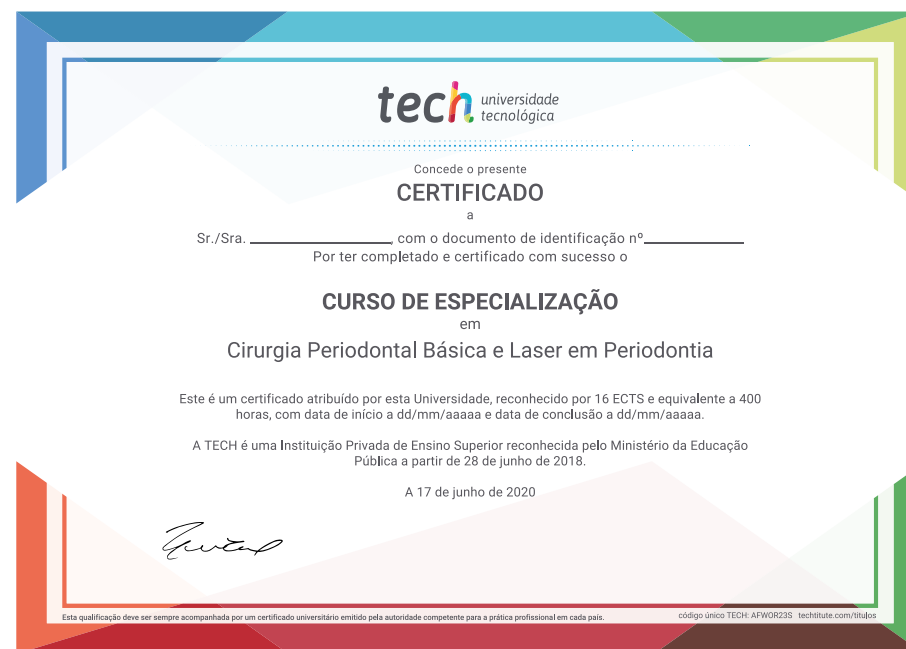 tech universidade
tecnológica
Concede o presente
CERTIFICADO
a
Sr./Sra. ____________, com o documento de identificação nº____________
Por ter completado e certificado com sucesso o
CURSO DE ESPECIALIZAÇÃO
em
Cirurgia Periodontal Básica e Laser em Periodontia
Este é um certificado atribuído por esta Universidade, reconhecido por 16 ECTS e equivalente a 400
horas, com data de início a dd/mm/aaaaa e data de conclusão a dd/mm/aaaaa.
A TECH é uma Instituição Privada de Ensino Superior reconhecida pelo Ministério da Educação
Pública a partir de 28 de junho de 2018.
A 17 de junho de 2020
Esta qualificação deve ser sempre acompanhada por um certificado universitário emitido pela autoridade competente para a prática profissional em cada país.
código único TECH: AFWOR23S techtitute.com/titulos